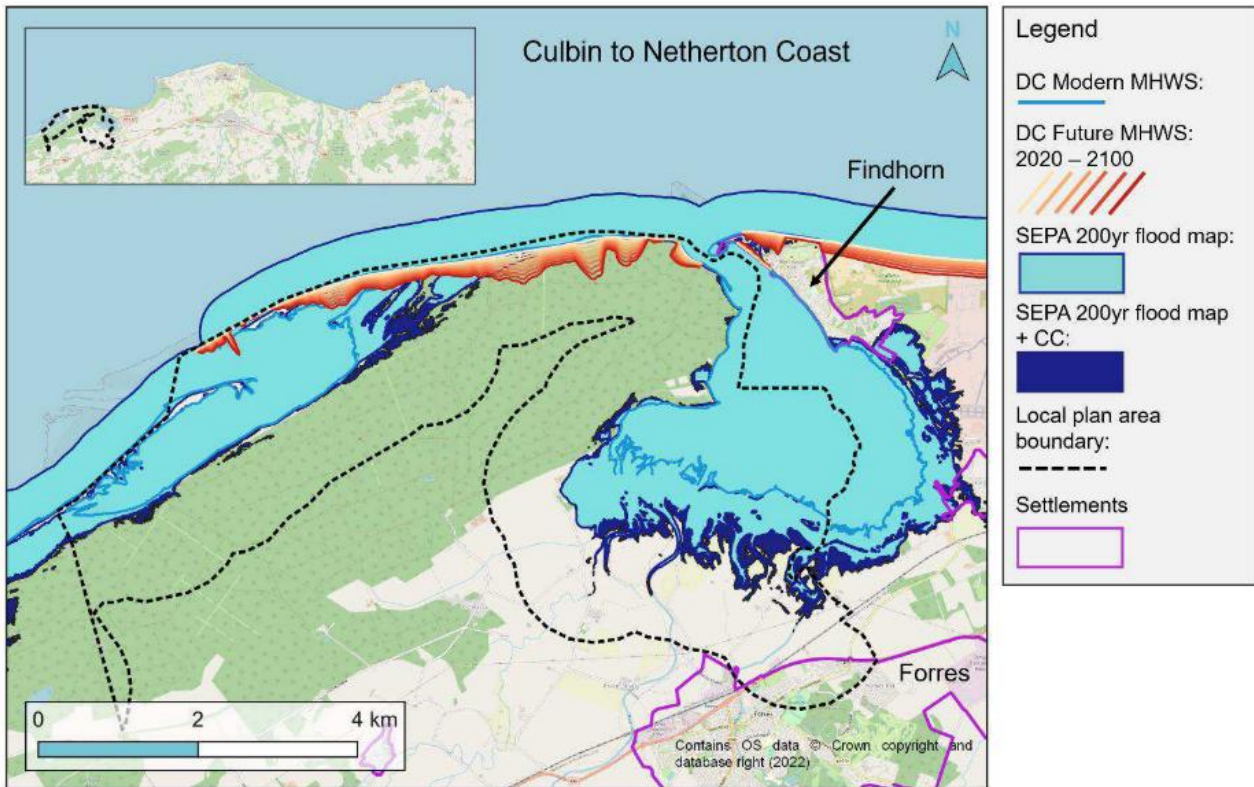 Culbin to Netherton Coast
N
Findhorn
Forres
0 2 4 km
Contains OS data © Crown copyright and
database right (2022)
Legend
DC Modern MHWS:
DC Future MHWS:
2020 – 2100
SEPA 200yr flood map:
SEPA 200yr flood map
+ CC:
Local plan area
boundary:
Settlements